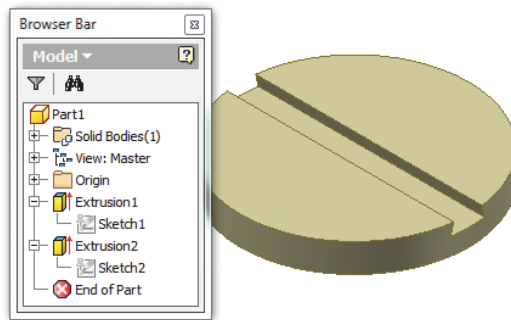 Browser Bar
Model
Part1
Solid Bodies(1)
View: Master
Origin
Extrusion1
Sketch1
Extrusion2
Sketch2
End of Part